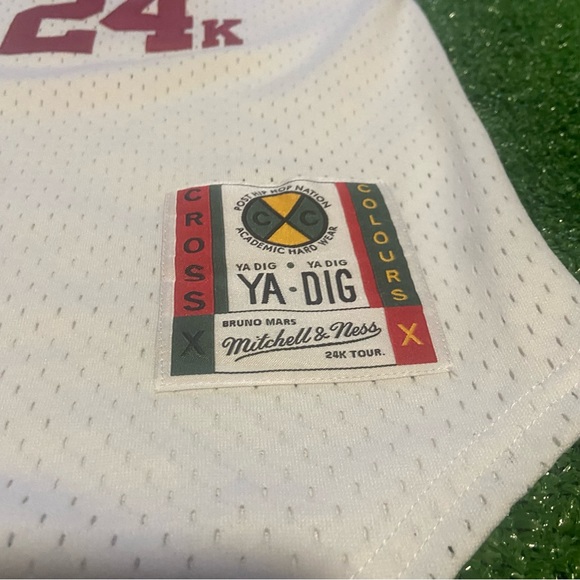 24K
CROSS
X
POST HIP HOP NATION
C C
ACADEMIC HARD WEAR
YA DIG • YA DIG
YA-DIG
BRUNO MARS
Mitchell & Ness
24K TOUR.
COLOURS
X